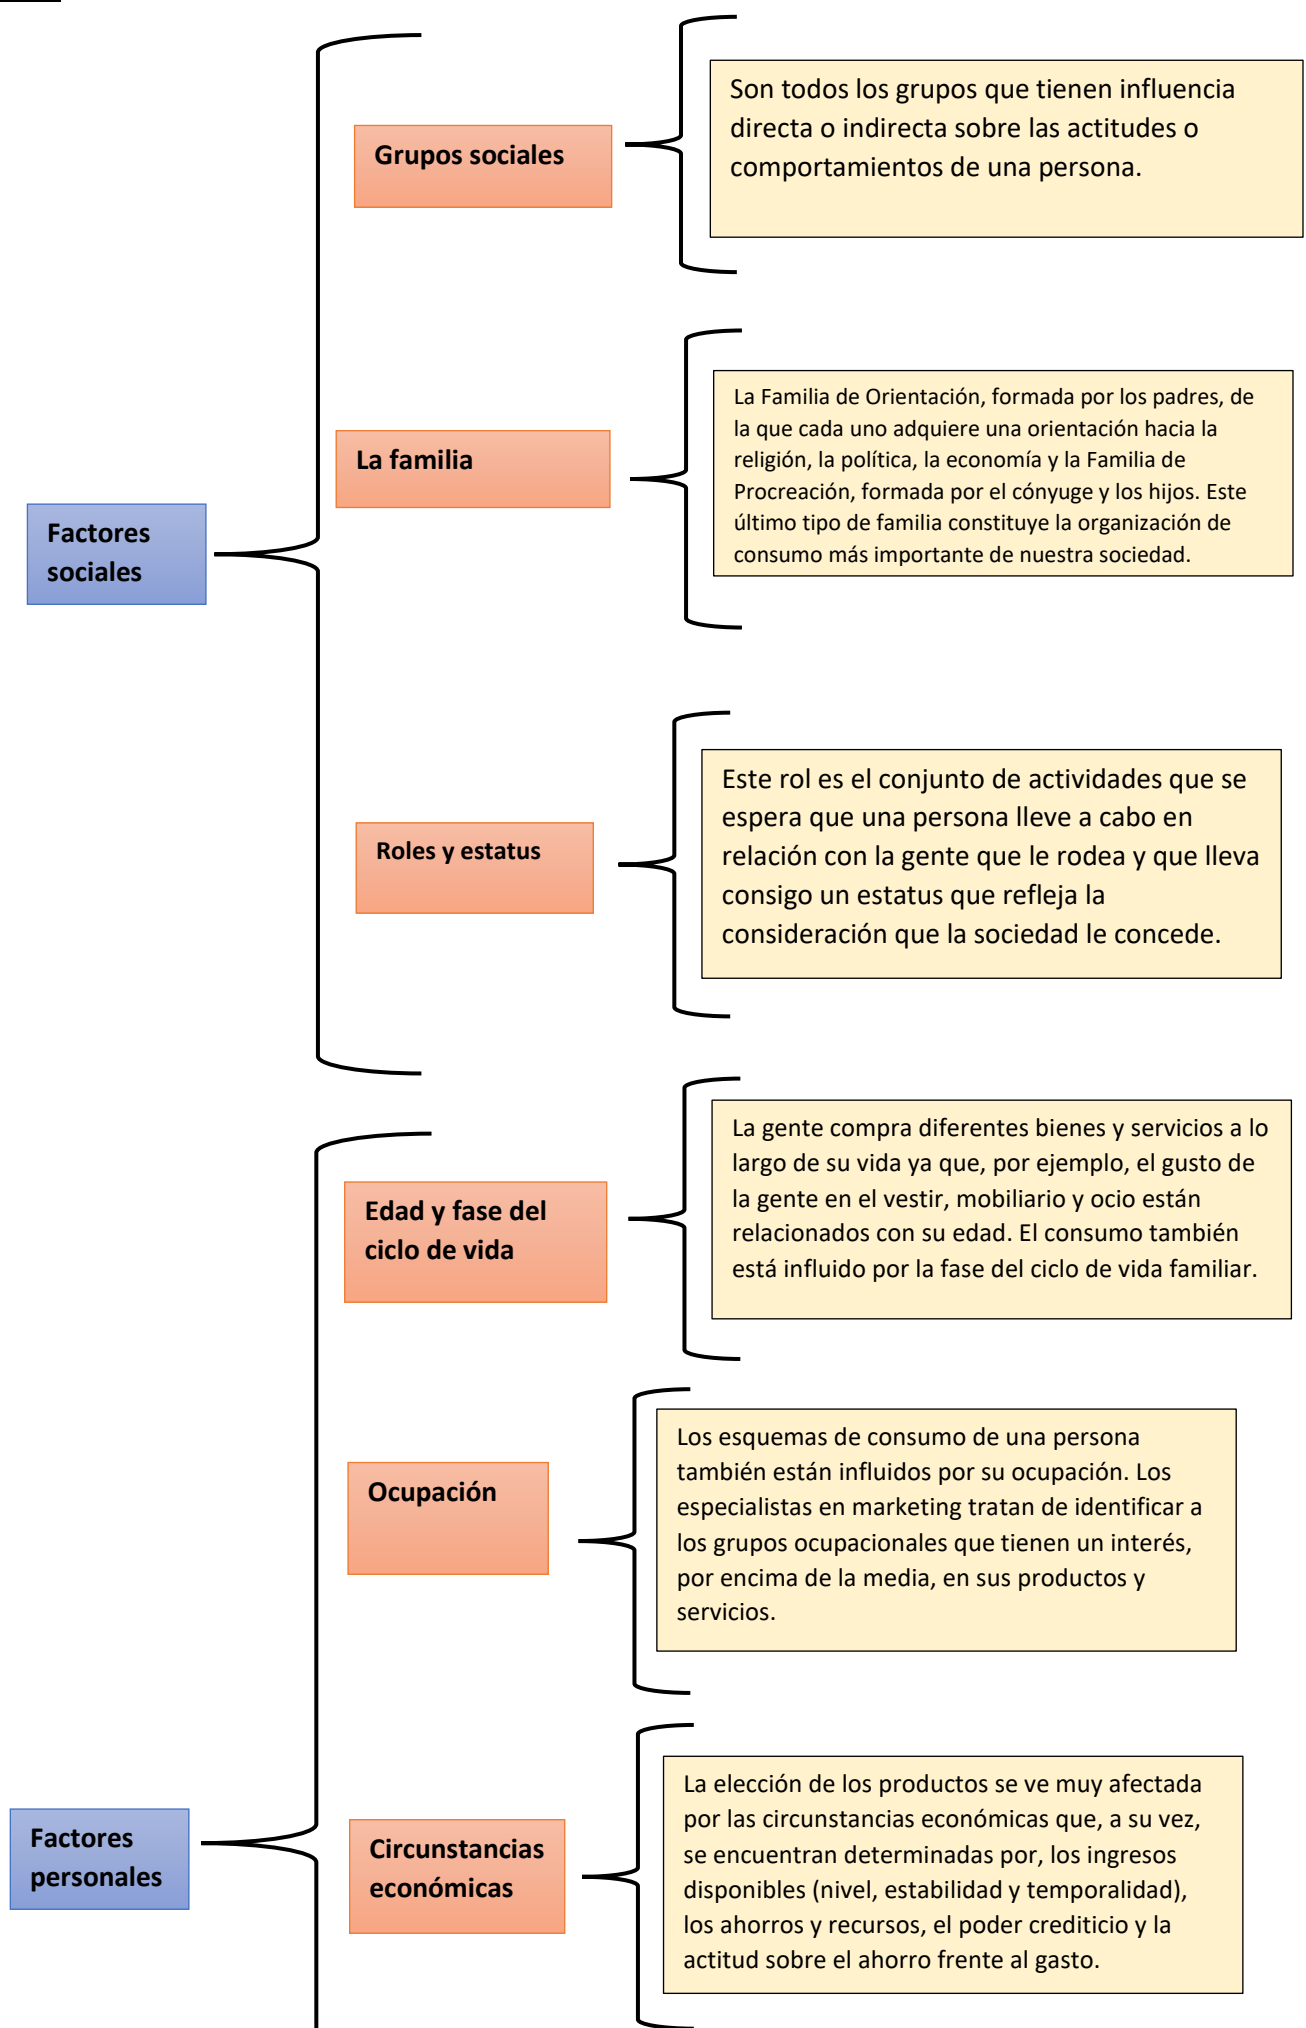 Factores
sociales
Grupos sociales
Son todos los grupos que tienen influencia
directa o indirecta sobre las actitudes o
comportamientos de una persona.
La familia
La Familia de Orientación, formada por los padres, de
la que cada uno adquiere una orientación hacia la
religión, la política, la economía y la Familia de
Procreación, formada por el cónyuge y los hijos. Este
último tipo de familia constituye la organización de
consumo más importante de nuestra sociedad.
Roles y estatus
Este rol es el conjunto de actividades que se
espera que una persona lleve a cabo en
relación con la gente que le rodea y que lleva
consigo un estatus que refleja la
consideración que la sociedad le concede.
Factores
personales
Edad y fase del
ciclo de vida
La gente compra diferentes bienes y servicios a lo
largo de su vida ya que, por ejemplo, el gusto de
la gente en el vestir, mobiliario y ocio están
relacionados con su edad. El consumo también
está influido por la fase del ciclo de vida familiar.
Ocupación
Los esquemas de consumo de una persona
también están influidos por su ocupación. Los
especialistas en marketing tratan de identificar a
los grupos ocupacionales que tienen un interés,
por encima de la media, en sus productos y
servicios.
Circunstancias
económicas
La elección de los productos se ve muy afectada
por las circunstancias económicas que, a su vez,
se encuentran determinadas por, los ingresos
disponibles (nivel, estabilidad y temporalidad),
los ahorros y recursos, el poder crediticio y la
actitud sobre el ahorro frente al gasto.